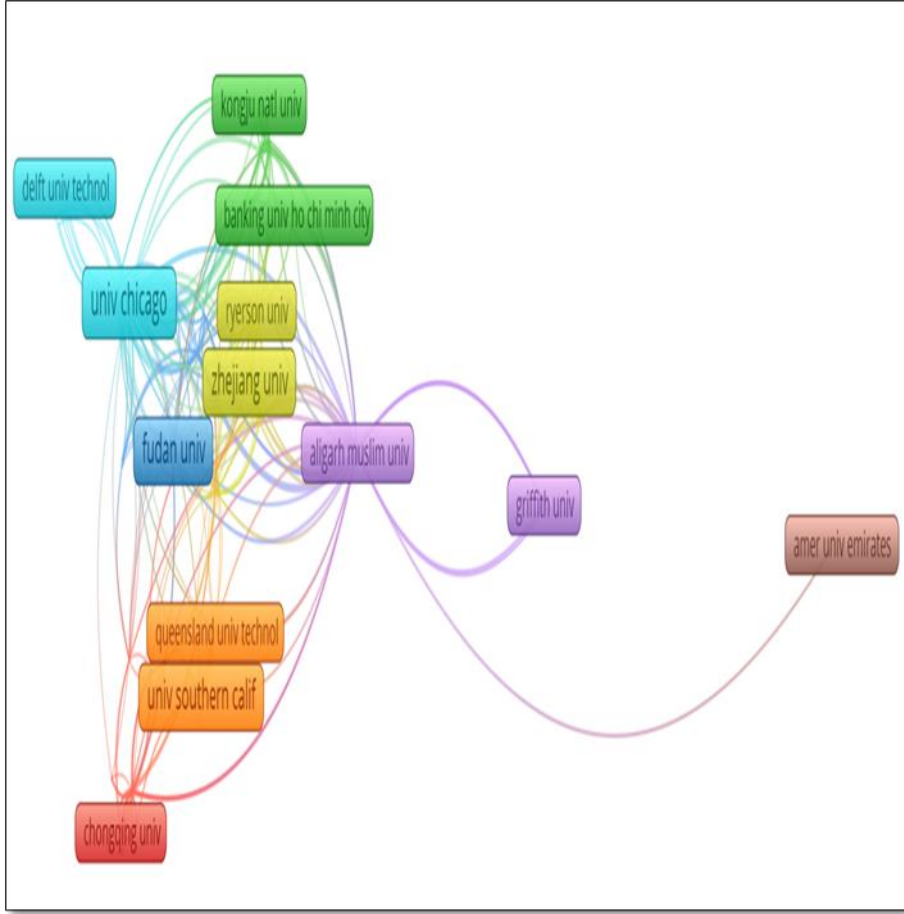 kongju natl univ
delft univ technol
banking univ ho chi minh city
univ chicago
ryerson univ
zhejiang univ
fudan univ
aligarh muslim univ
griffith univ
amer univ emirates
queensland univ technol
univ southern calif
chongqing univ